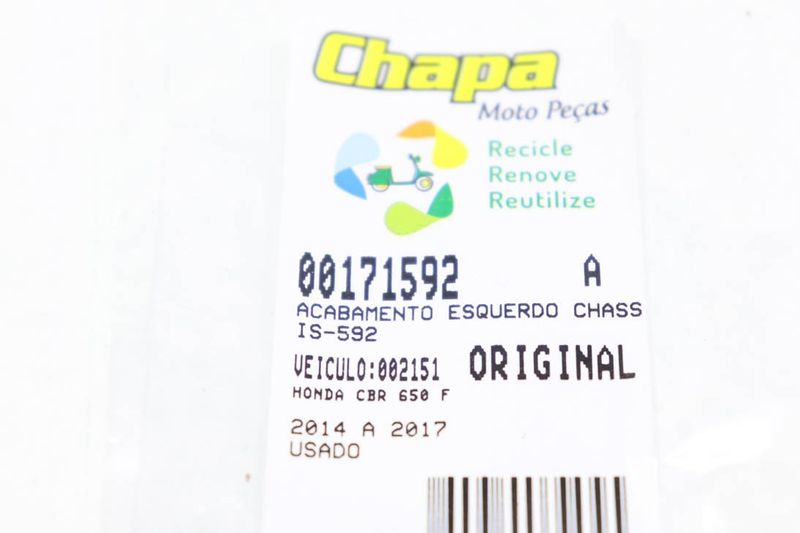 Chapa
Moto Peças
Recicle
Renove
Reutilize
00171592 A
ACABAMENTO ESQUERDO CHASS
IS-592
VEICULO:002151 ORIGINAL
HONDA CBR 650 F
2014 A 2017
USADO